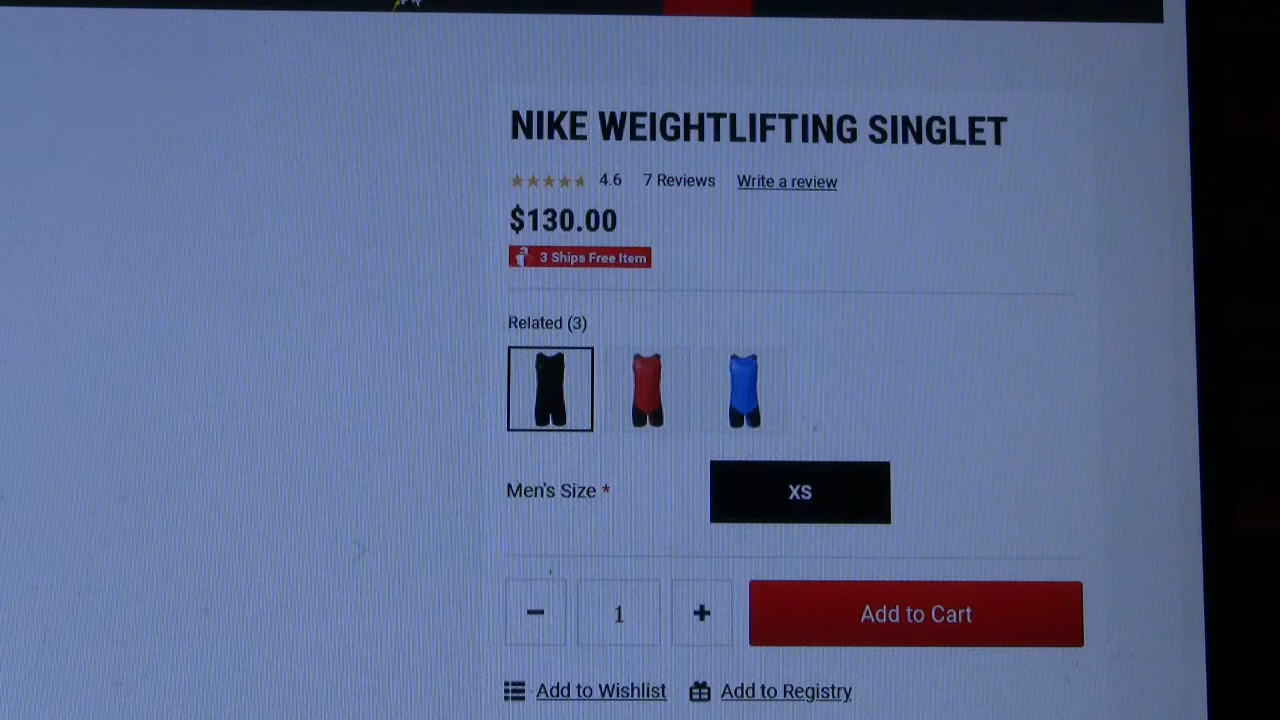 NIKE WEIGHTLIFTING SINGLET
4.6 7 Reviews Write a review
$130.00
3 Ships Free Item
Related (3)
Men's Size * XS
− 1 + Add to Cart
Add to Wishlist Add to Registry